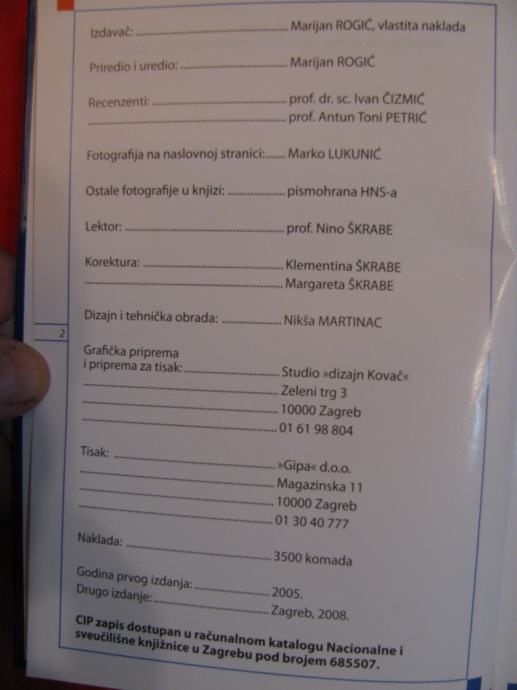 Izdavač: ........................................ Marijan ROGIĆ, vlastita naklada
Priredio i uredio: ............................ Marijan ROGIĆ
Recenzenti: ................................... prof. dr. sc. Ivan ČIZMIĆ
.................................................... prof. Antun Toni PETRIĆ
Fotografija na naslovnoj stranici:...... Marko LUKUNIĆ
Ostale fotografije u knjizi: ................ pismohrana HNS-a
Lektor: .......................................... prof. Nino ŠKRABE
Korektura: ..................................... Klementina ŠKRABE
.................................................... Margareta ŠKRABE
Dizajn i tehnička obrada: ................ Nikša MARTINAC
2
Grafička priprema
i priprema za tisak:......................... Studio »dizajn Kovač«
.................................................... Zeleni trg 3
.................................................... 10000 Zagreb
.................................................... 01 61 98 804
Tisak: ............................................ »Gipa« d.o.o.
.................................................... Magazinska 11
.................................................... 10000 Zagreb
.................................................... 01 30 40 777
Naklada: ....................................... 3500 komada
Godina prvog izdanja: .................... 2005.
Drugo izdanje:............................... Zagreb, 2008.
CIP zapis dostupan u računalnom katalogu Nacionalne i
sveučilišne knjižnice u Zagrebu pod brojem 685507.